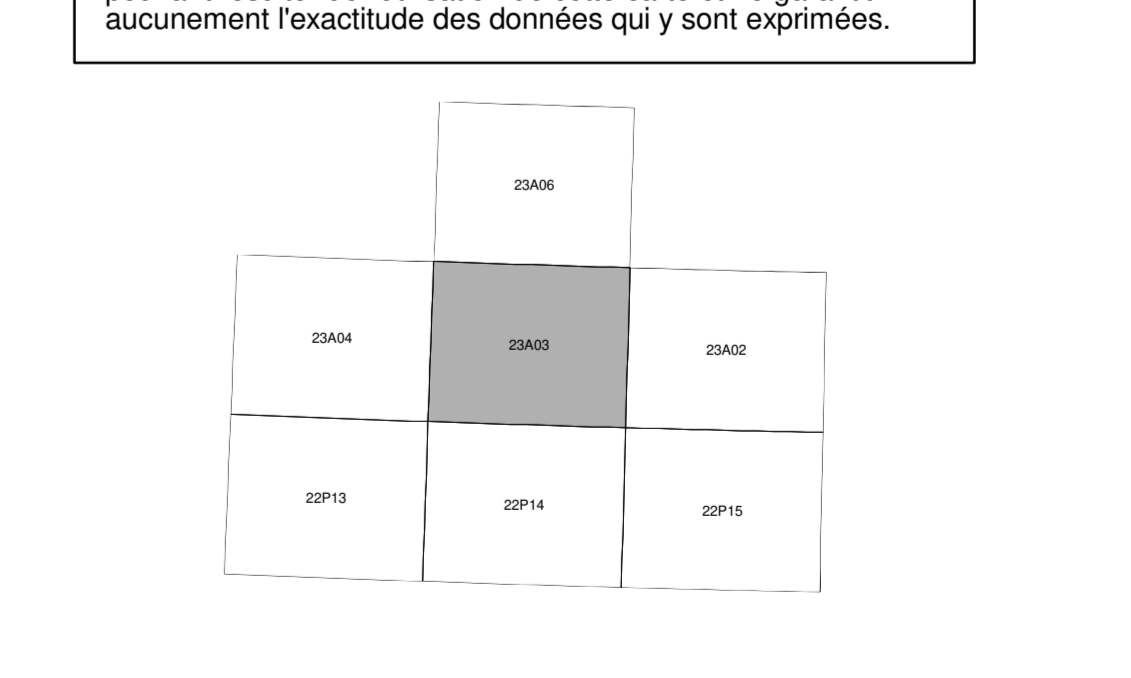 aucunement l'exactitude des données qui y sont exprimées.
23A06
23A04
23A03
23A02
22P13
22P14
22P15